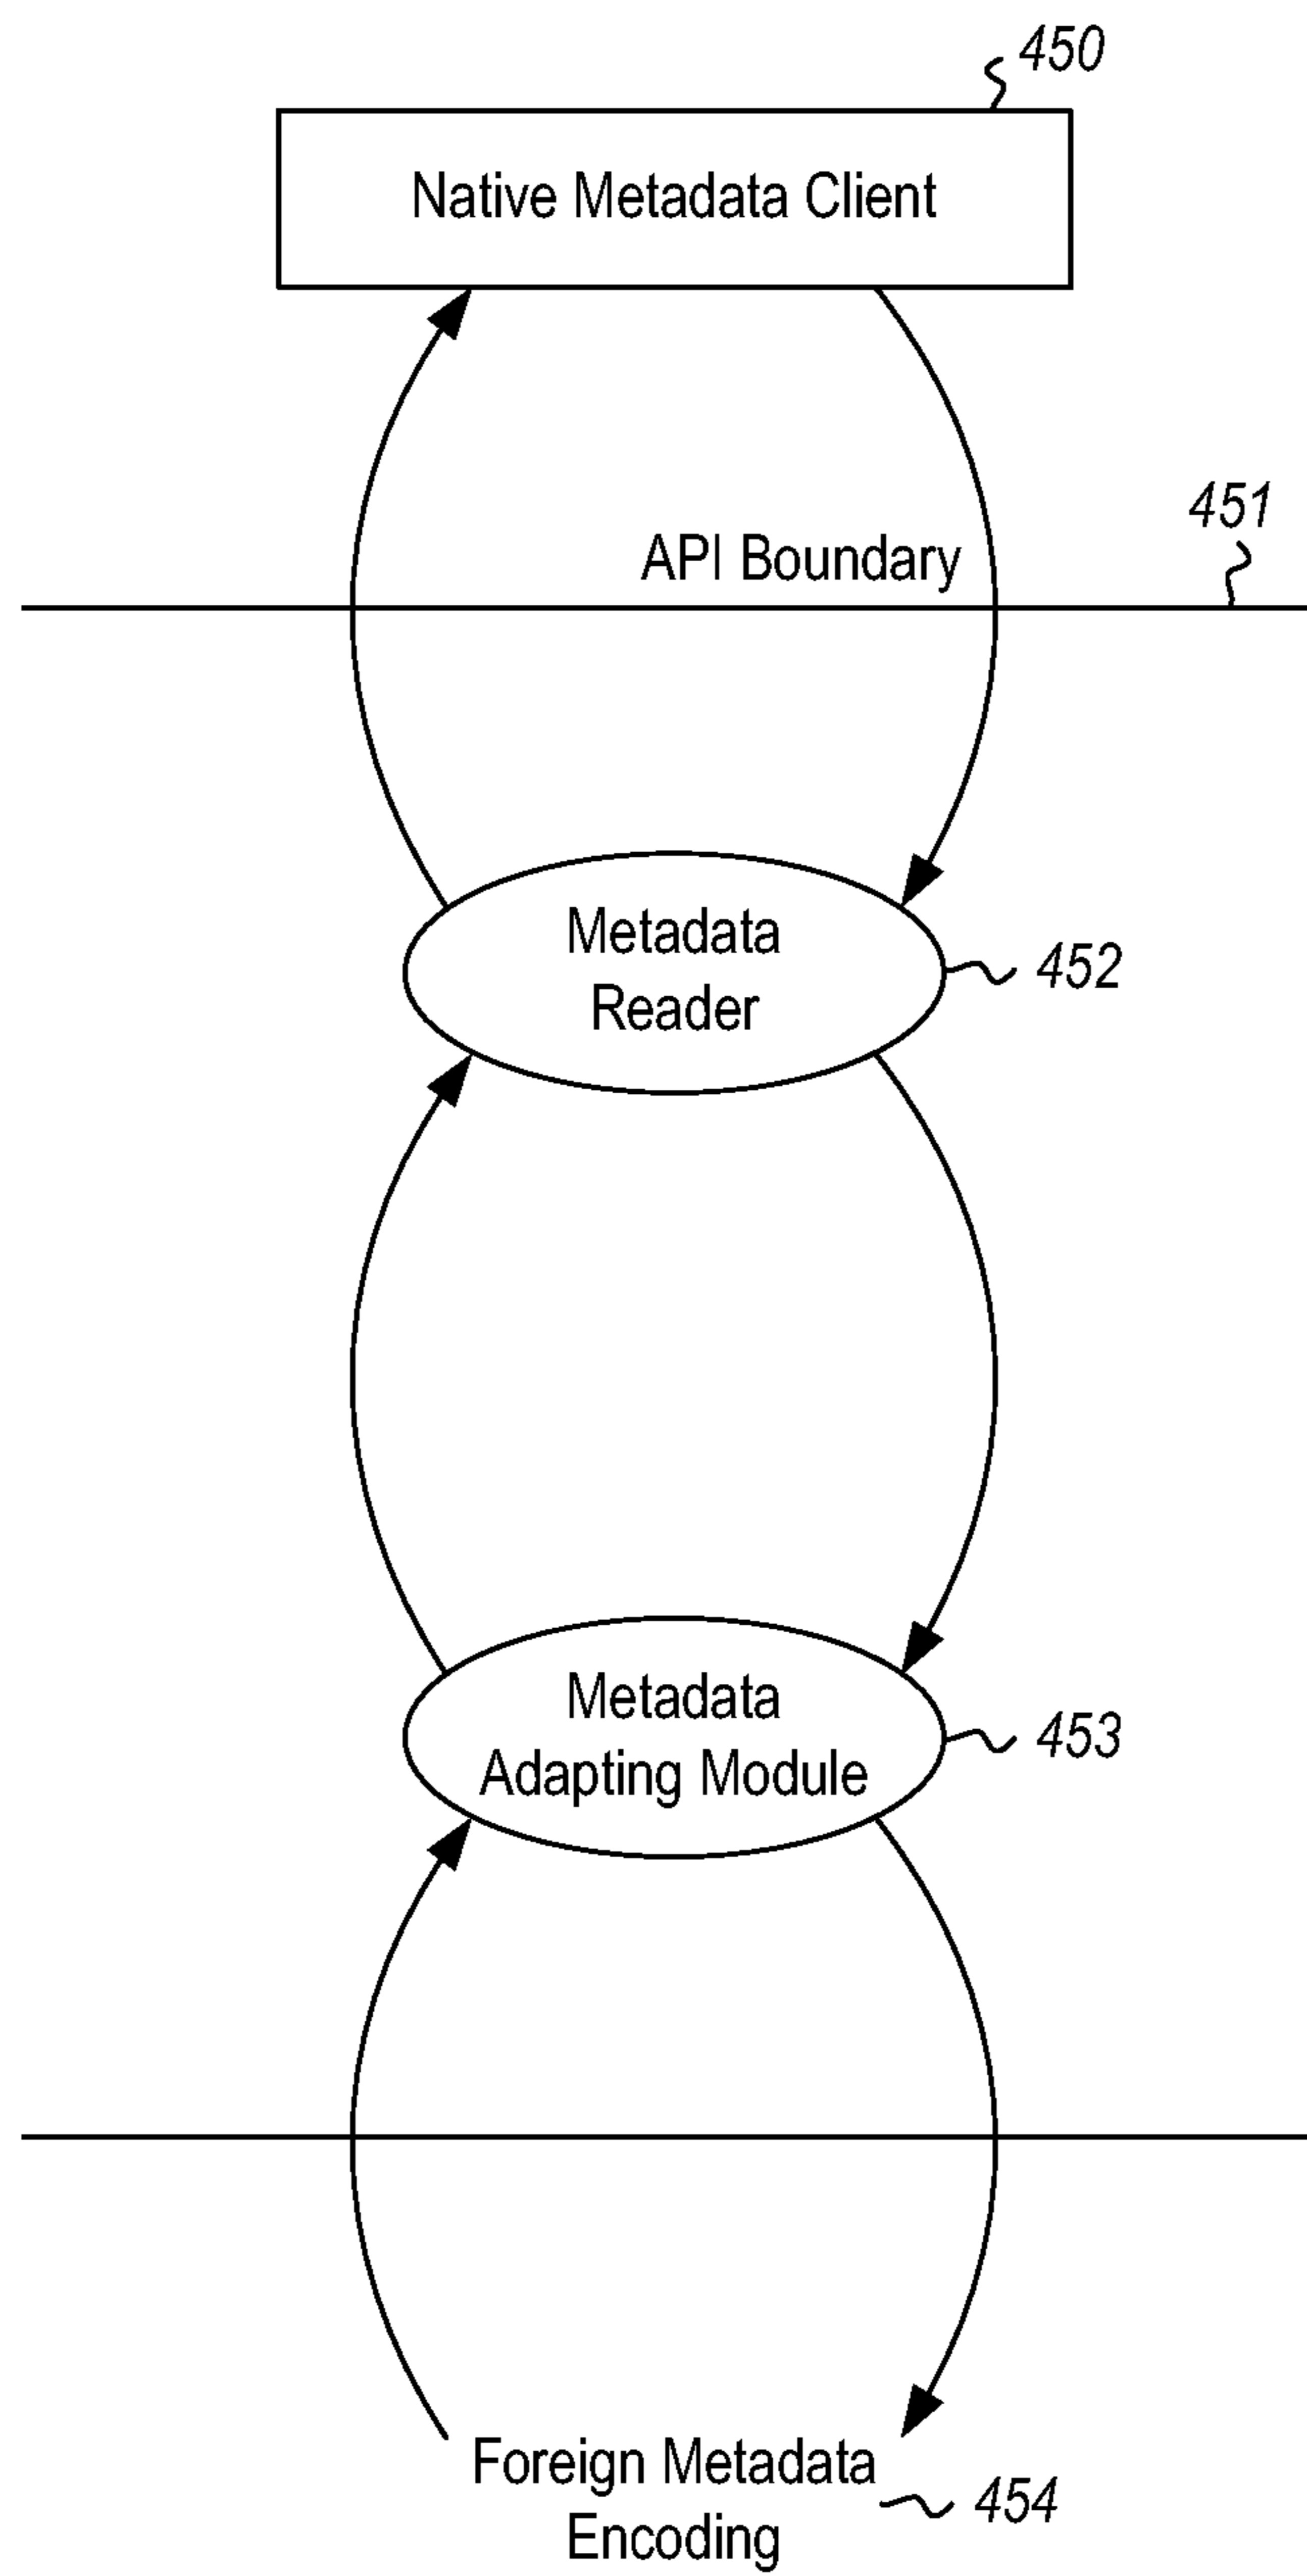 450
Native Metadata Client
451
API Boundary
Metadata
Reader
452
Metadata
Adapting Module
453
Foreign Metadata
Encoding
454